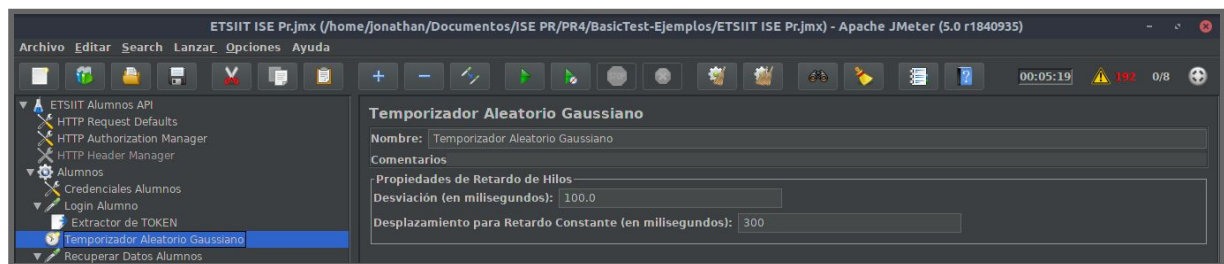 ETSIIT ISE Pr.jmx (/home/jonathan/Documentos/ISE PR/PR4/BasicTest-Ejemplos/ETSIIT ISE Pr.jmx) - Apache JMeter (5.0 r1840935)
Archivo Editar Search Lanzar Opciones Ayuda
00:05:19 192 0/8
ETSIIT Alumnos API
HTTP Request Defaults
HTTP Authorization Manager
HTTP Header Manager
Alumnos
Credenciales Alumnos
Login Alumno
Extractor de TOKEN
Temporizador Aleatorio Gaussiano
Recuperar Datos Alumnos
Temporizador Aleatorio Gaussiano
Nombre: Temporizador Aleatorio Gaussiano
Comentarios
Propiedades de Retardo de Hilos
Desviación (en milisegundos): 100.0
Desplazamiento para Retardo Constante (en milisegundos): 300